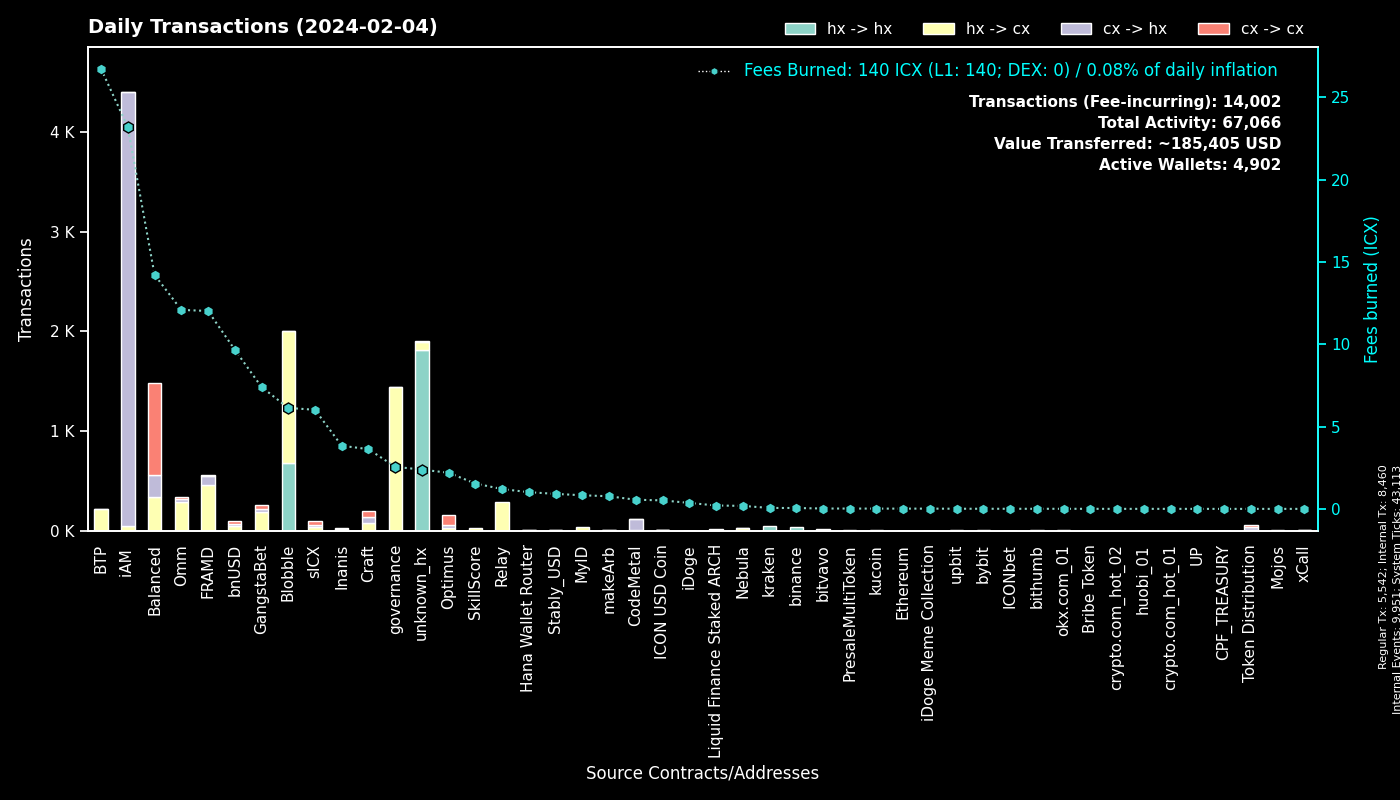 Daily Transactions (2024-02-04)
hx -> hx
hx -> cx
cx -> hx
cx -> cx
Fees Burned: 140 ICX (L1: 140; DEX: 0) / 0.08% of daily inflation
Transactions (Fee-incurring): 14,002
Total Activity: 67,066
Value Transferred: ~185,405 USD
Active Wallets: 4,902
Transactions
4 K
3 K
2 K
1 K
0 K
25
20
15
10
5
0
Fees burned (ICX)
BTP
iAM
Balanced
Omm
FRAMD
bnUSD
GangstaBet
Blobble
sICX
Inanis
Craft
governance
unknown_hx
Optimus
SkillScore
Relay
Hana Wallet Router
Stably_USD
MyID
makeArb
CodeMetal
ICON USD Coin
iDoge
Liquid Finance Staked ARCH
Nebula
kraken
binance
bitvavo
PresaleMultiToken
kucoin
Ethereum
iDoge Meme Collection
upbit
bybit
ICONbet
bithumb
okx.com_01
Bribe Token
crypto.com_hot_02
huobi_01
crypto.com_hot_01
UP
CPF_TREASURY
Token Distribution
Mojos
xCall
Source Contracts/Addresses
Regular Tx: 5,542; Internal Tx: 8,460
Internal Events: 9,951; System Ticks: 43,113